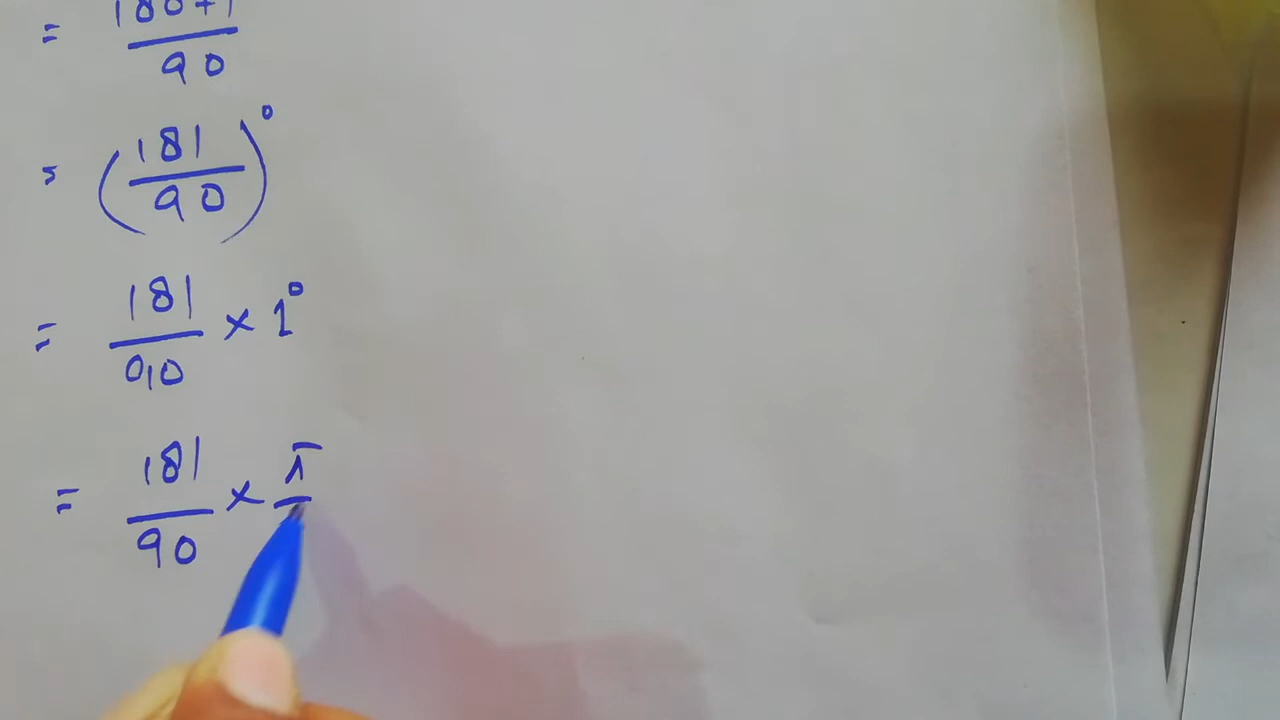 = 180+1
90
= (181/90)°
= 181/90 × 1°
= 181/90 × π